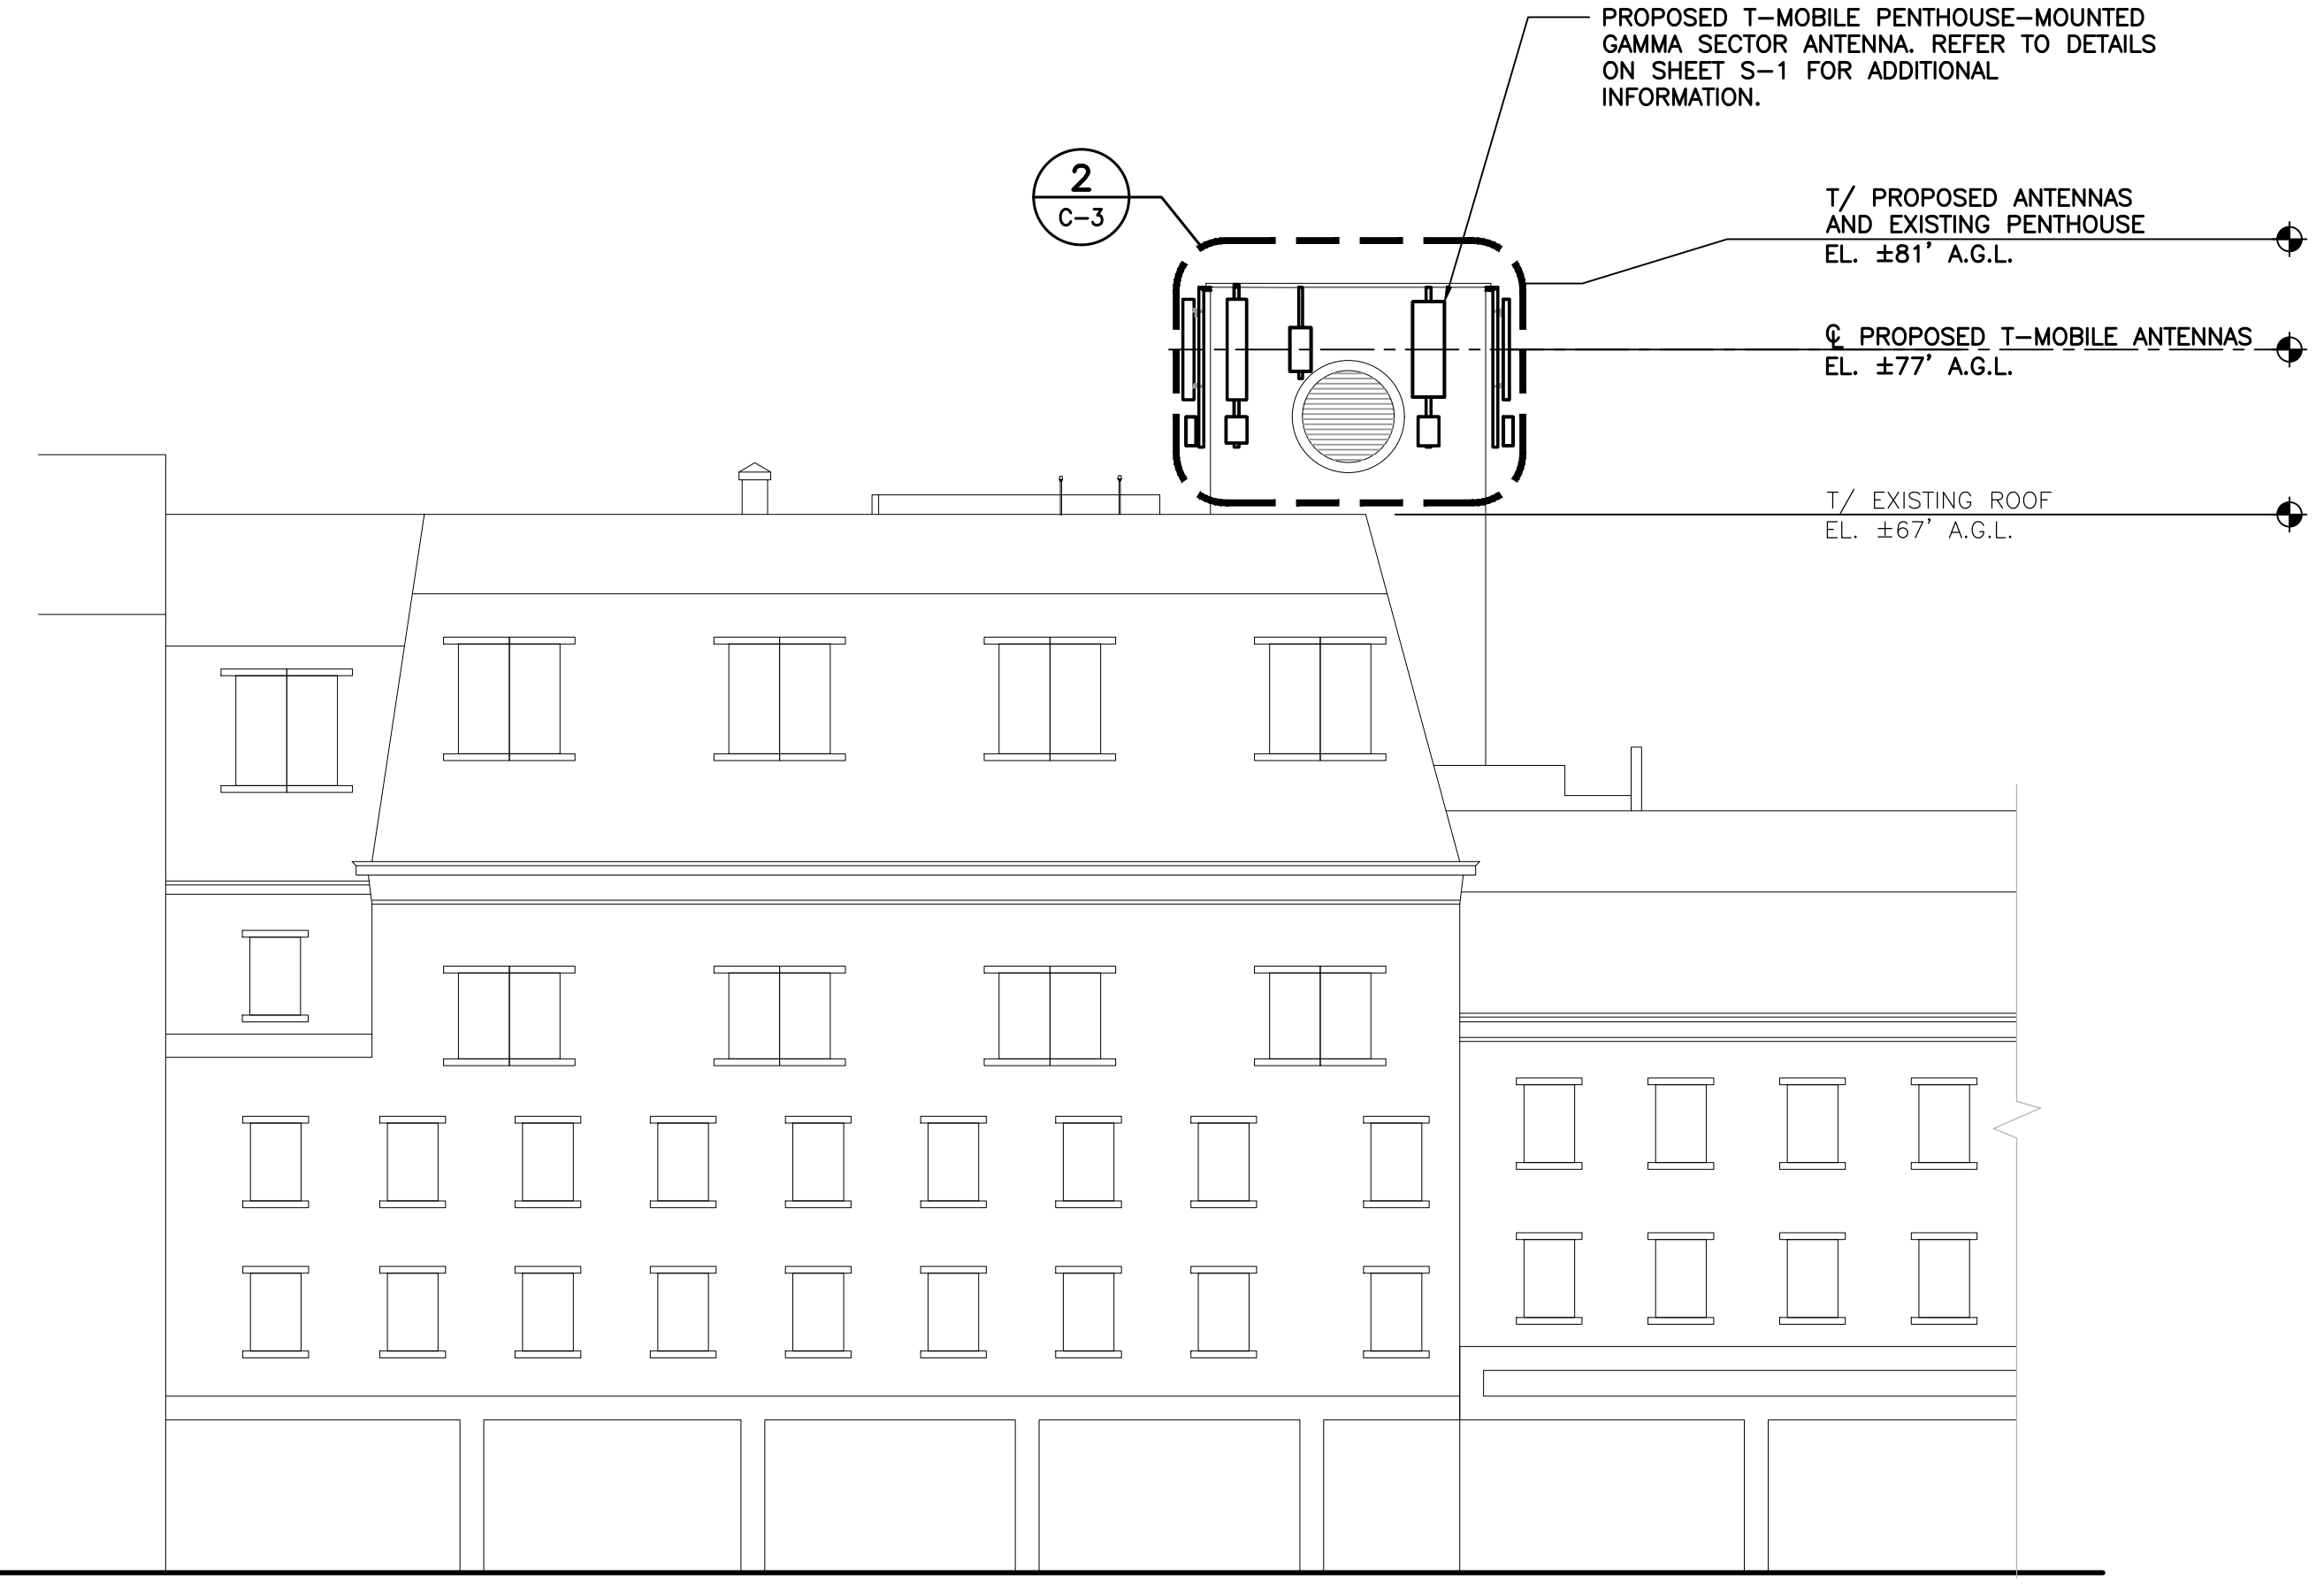 PROPOSED T-MOBILE PENTHOUSE-MOUNTED
GAMMA SECTOR ANTENNA. REFER TO DETAILS
ON SHEET S-1 FOR ADDITIONAL
INFORMATION.
2
C-3
T/ PROPOSED ANTENNAS
AND EXISTING PENTHOUSE
EL. ±81' A.G.L.
℄ PROPOSED T-MOBILE ANTENNAS
EL. ±77' A.G.L.
T/ EXISTING ROOF
EL. ±67' A.G.L.